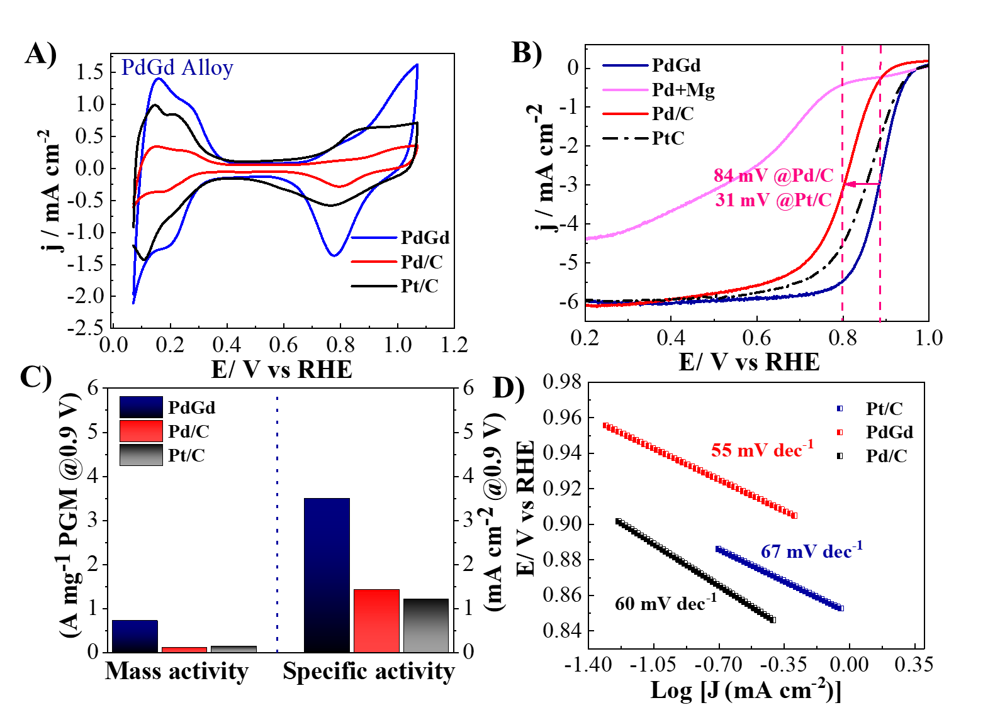 A)
PdGd Alloy
1.5
1.0
0.5
0.0
-0.5
-1.0
-1.5
-2.0
-2.5
j / mA cm-2
PdGd
Pd/C
Pt/C
0.0 0.2 0.4 0.6 0.8 1.0 1.2
E/ V vs RHE
B)
0
-1
-2
-3
-4
-5
-6
j / mA cm-2
PdGd
Pd+Mg
Pd/C
PtC
84 mV @Pd/C
31 mV @Pt/C
0.2 0.4 0.6 0.8 1.0
E/ V vs RHE
C)
6
5
4
3
2
1
0
(A mg-1 PGM @0.9 V)
PdGd
Pd/C
Pt/C
6
5
4
3
2
1
0
(mA cm-2 @0.9 V)
Mass activity Specific activity
D)
0.98
0.96
0.94
0.92
0.90
0.88
0.86
0.84
E/ V vs RHE
Pt/C
PdGd
Pd/C
55 mV dec-1
67 mV dec-1
60 mV dec-1
-1.40 -1.05 -0.70 -0.35 0.00 0.35
Log [J (mA cm-2)]